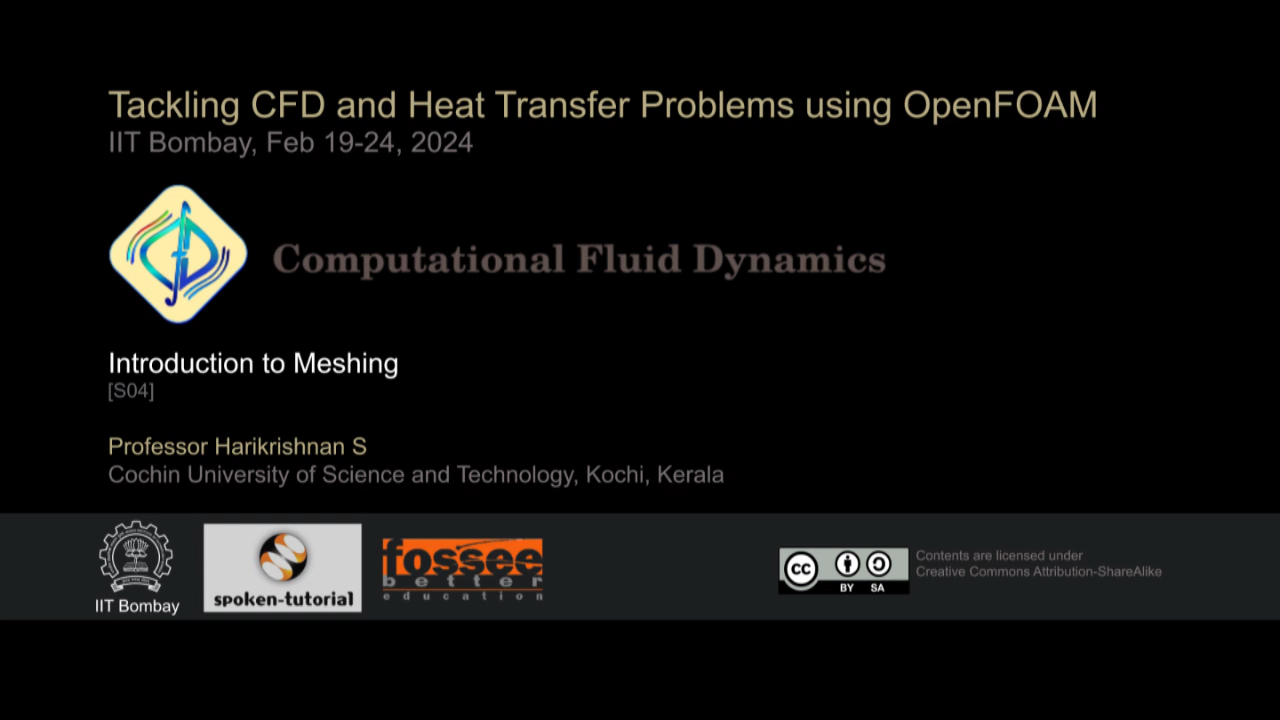 Tackling CFD and Heat Transfer Problems using OpenFOAM
IIT Bombay, Feb 19-24, 2024
Computational Fluid Dynamics
Introduction to Meshing
[S04]
Professor Harikrishnan S
Cochin University of Science and Technology, Kochi, Kerala
IIT Bombay
spoken-tutorial
fossee
better
education
cc
BY SA
Contents are licensed under
Creative Commons Attribution-ShareAlike